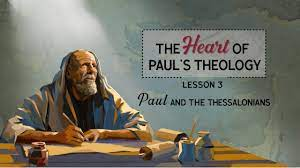 THE Heart OF
PAUL'S THEOLOGY
LESSON 3
Paul AND THE THESSALONIANS